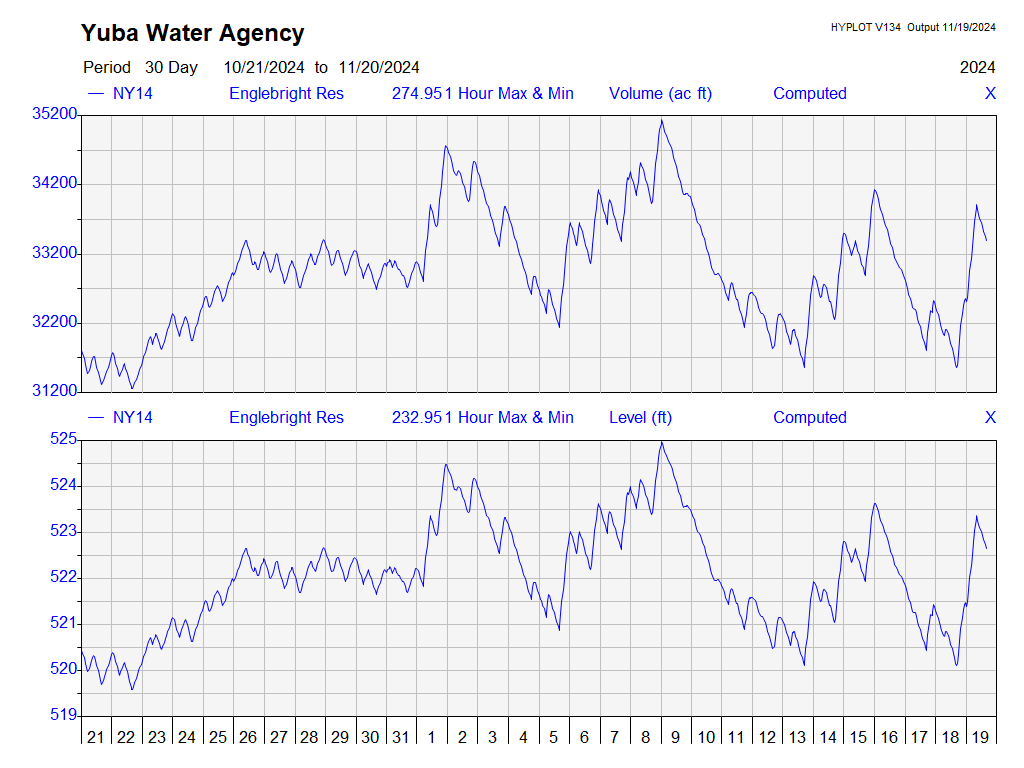 Yuba Water Agency
HYPLOT V134 Output 11/19/2024
Period 30 Day 10/21/2024 to 11/20/2024 2024
NY14 Englebright Res 274.951 Hour Max & Min Volume (ac ft) Computed X
35200
34200
33200
32200
31200
NY14 Englebright Res 232.951 Hour Max & Min Level (ft) Computed X
525
524
523
522
521
520
519
21 22 23 24 25 26 27 28 29 30 31 1 2 3 4 5 6 7 8 9 10 11 12 13 14 15 16 17 18 19